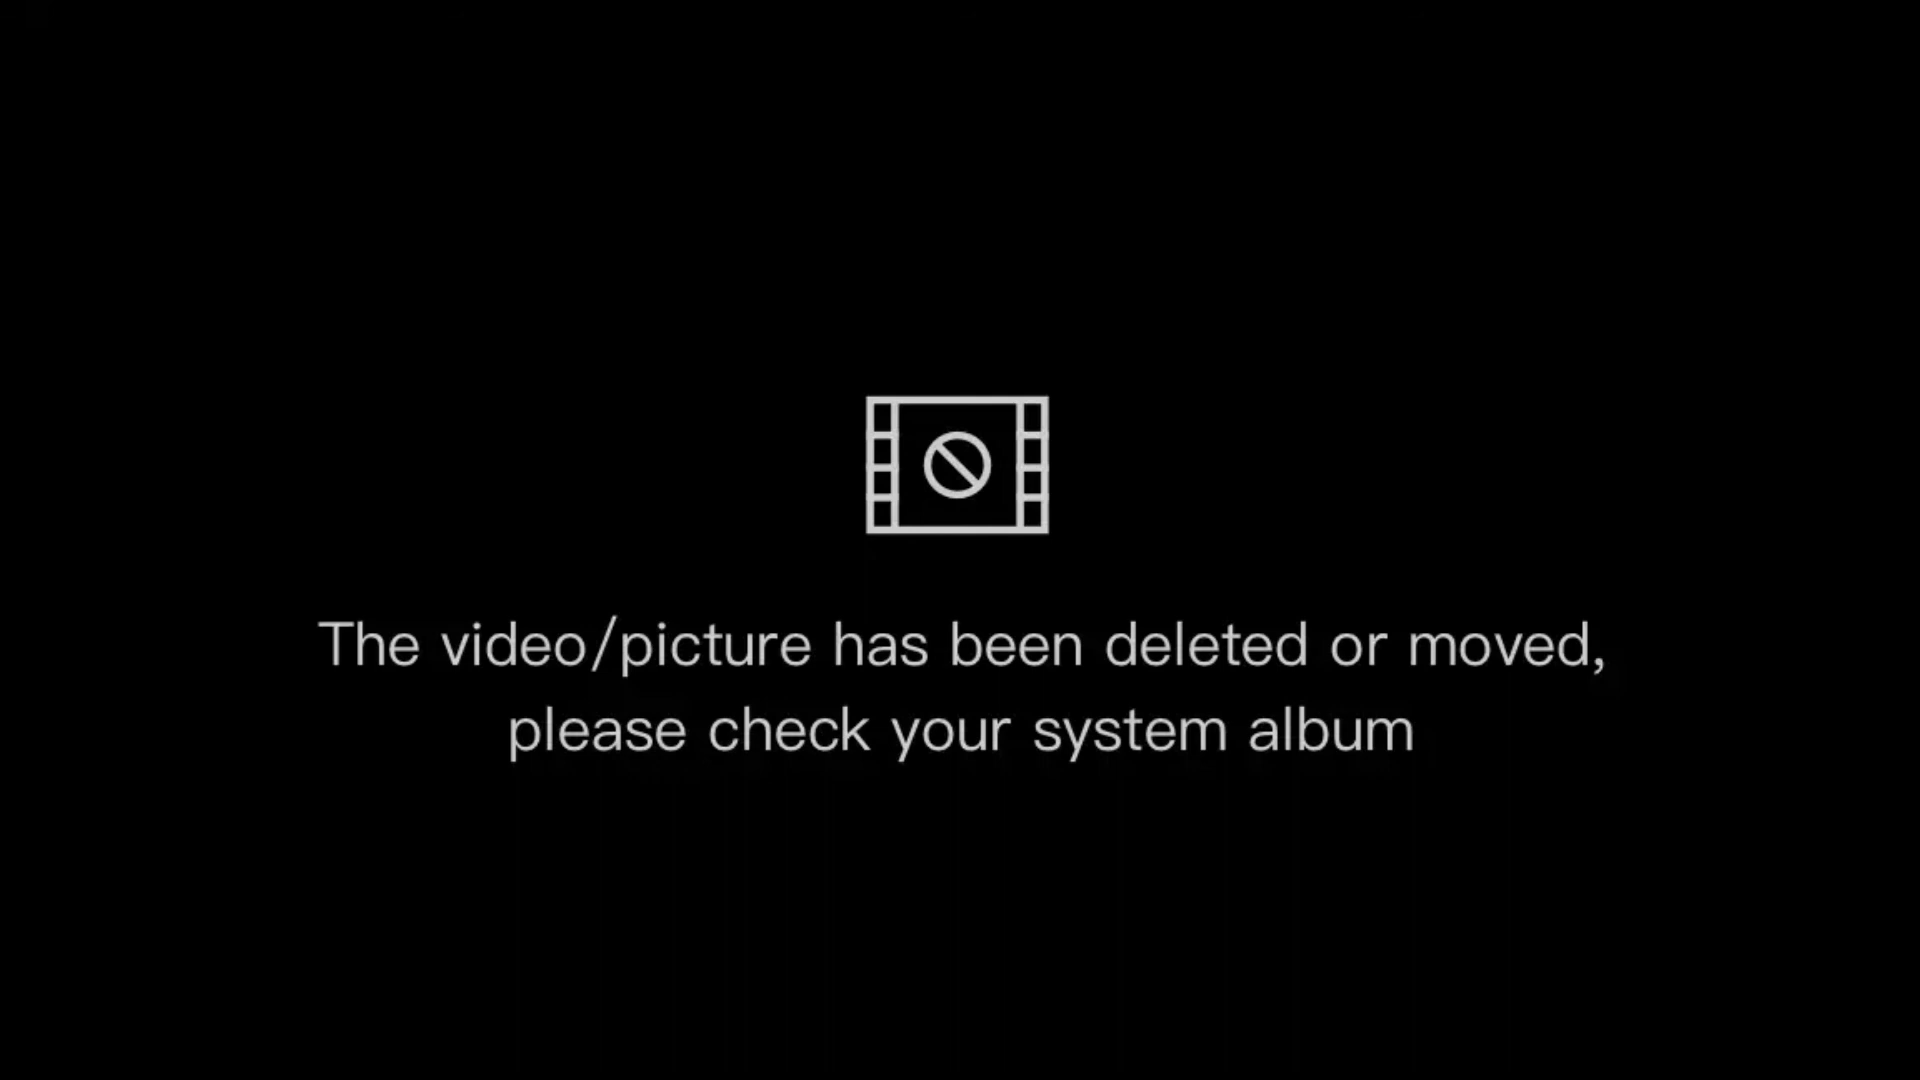 The video/picture has been deleted or moved,
please check your system album